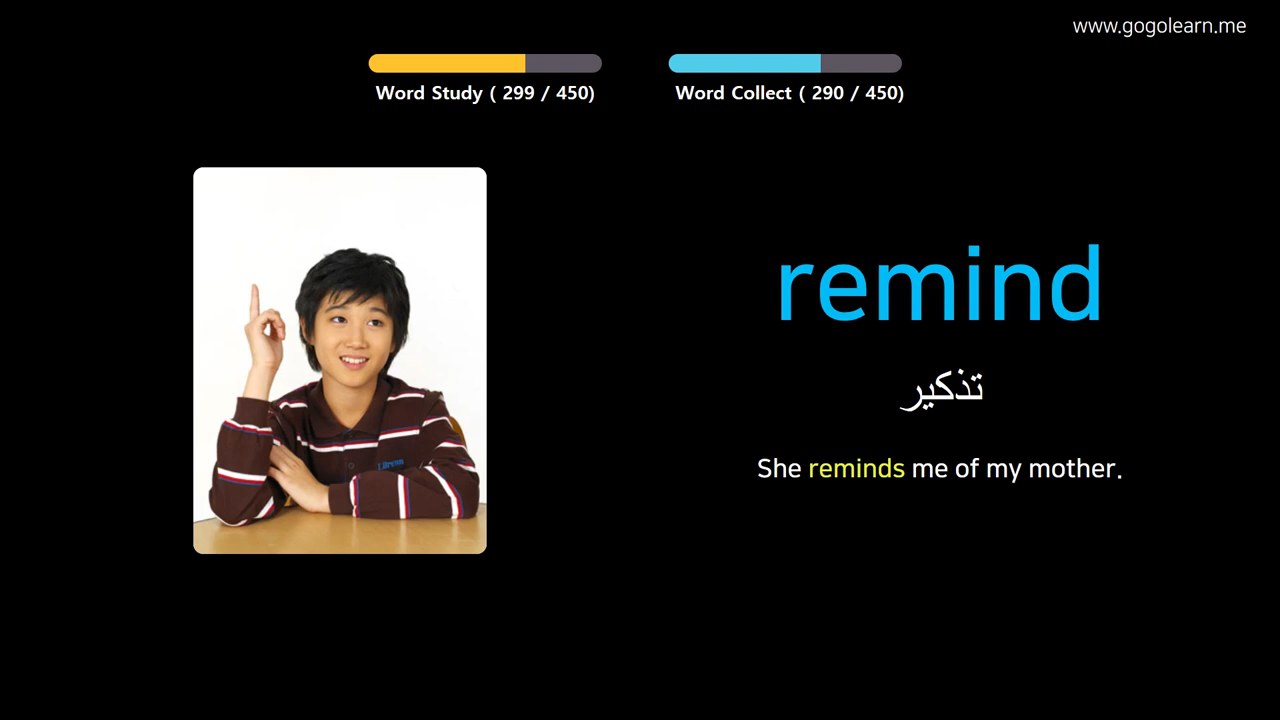 www.gogolearn.me
Word Study ( 299 / 450)
Word Collect ( 290 / 450)
remind
تذكير
She reminds me of my mother.